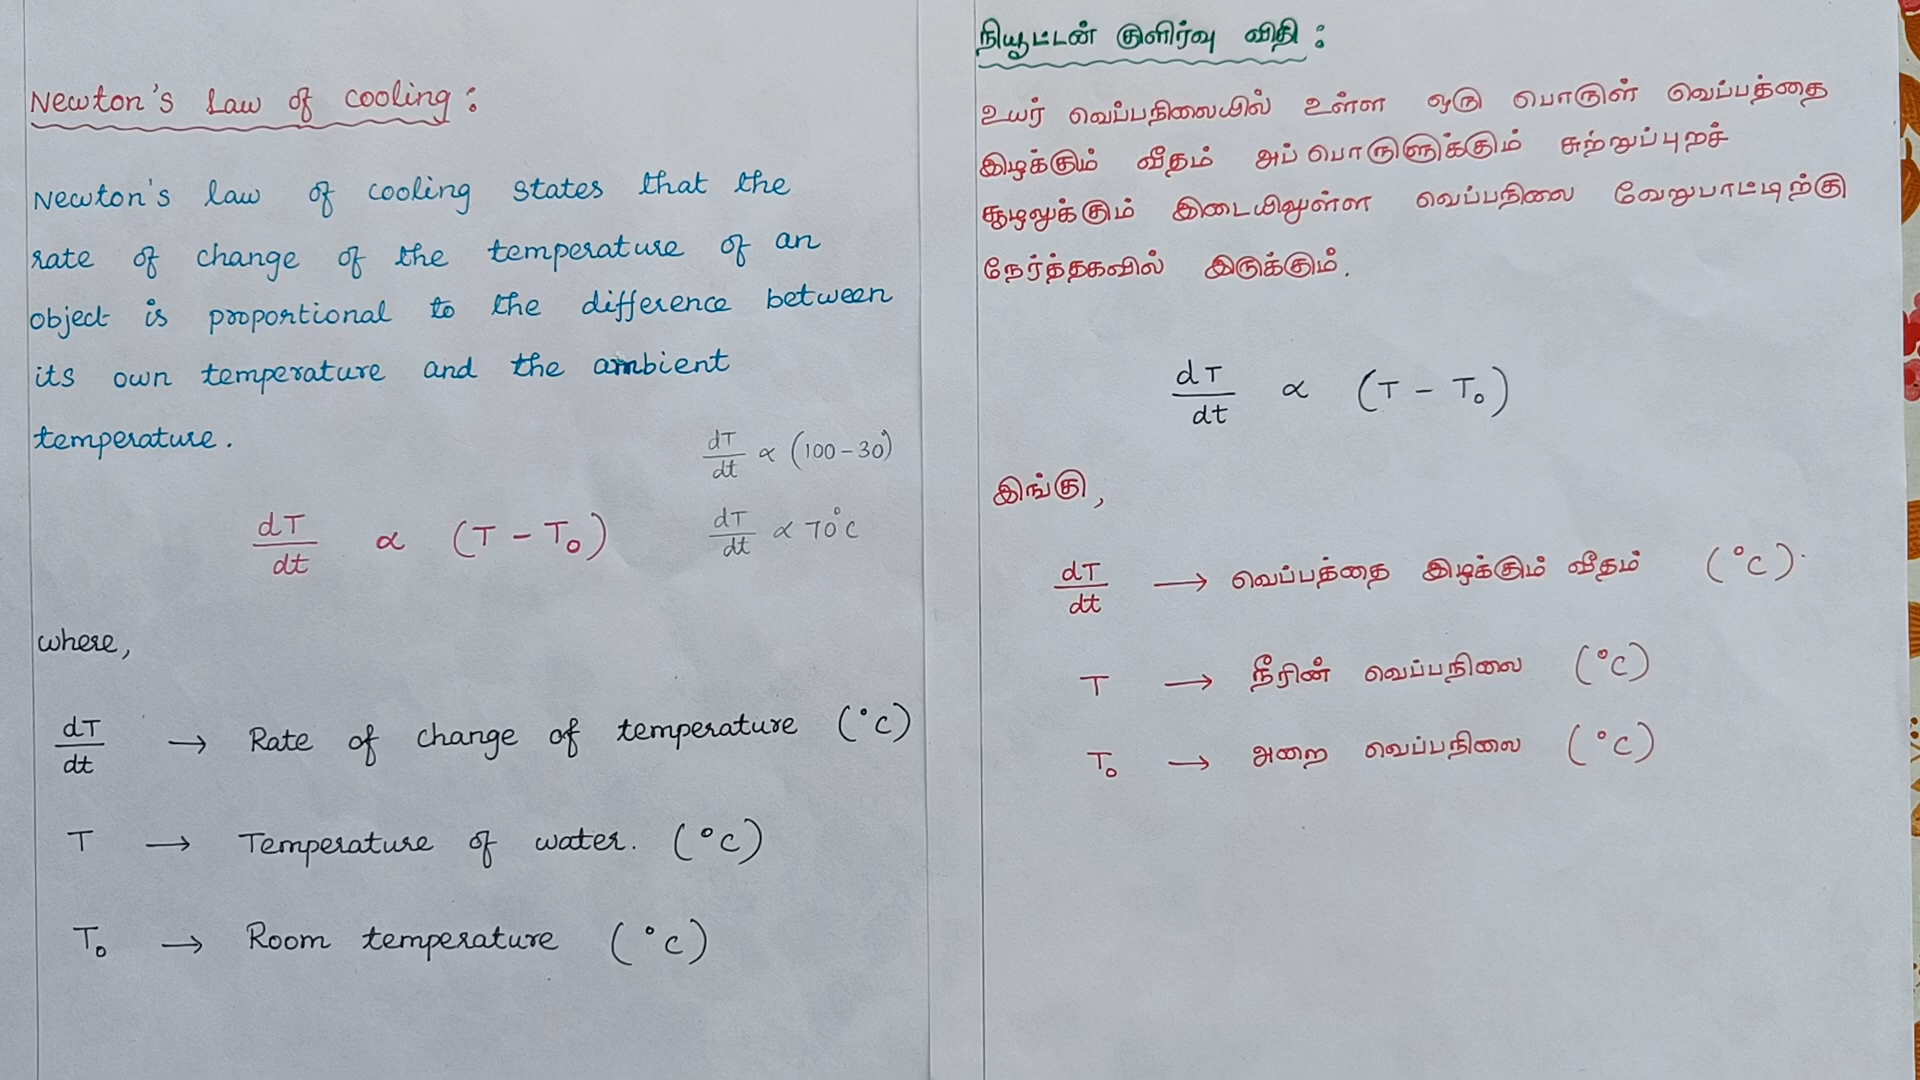 Newton's Law of cooling :
Newton's law of cooling states that the
rate of change of the temperature of an
object is proportional to the difference between
its own temperature and the ambient
temperature.
dT/dt ∝ (100 - 30)
dT/dt ∝ 70°C
dT/dt ∝ (T - T₀)
where,
dT/dt → Rate of change of temperature (°C)
T → Temperature of water. (°C)
T₀ → Room temperature (°C)
நியூட்டன் குளிர்வு விதி :
உயர் வெப்பநிலையில் உள்ள ஒரு பொருள் வெப்பத்தை
இழக்கும் வீதம் அப்பொருளுக்கும் சுற்றுப்புறச்
சூழலுக்கும் இடையிலுள்ள வெப்பநிலை வேறுபாட்டிற்கு
நேர்த்தகவில் இருக்கும்.
dT/dt ∝ (T - T₀)
இங்கு,
dT/dt → வெப்பத்தை இழக்கும் வீதம் (°C).
T → நீரின் வெப்பநிலை (°C)
T₀ → அறை வெப்பநிலை (°C)